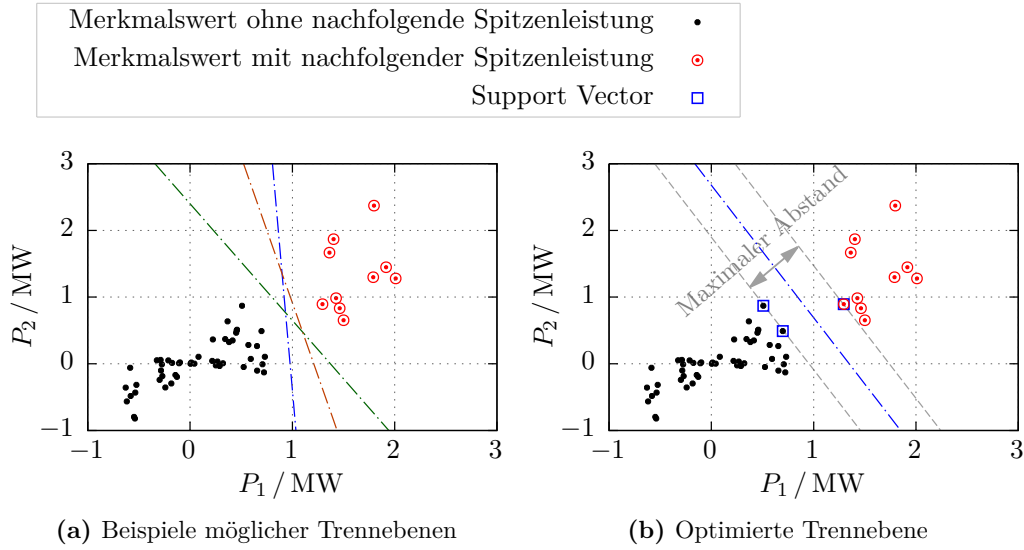 Merkmalswert ohne nachfolgende Spitzenleistung
Merkmalswert mit nachfolgender Spitzenleistung
Support Vector
3
2
1
0
−1
−1 0 1 2 3
P2 / MW
P1 / MW
(a) Beispiele möglicher Trennebenen
3
2
1
0
−1
−1 0 1 2 3
P2 / MW
P1 / MW
Maximaler Abstand
(b) Optimierte Trennebene